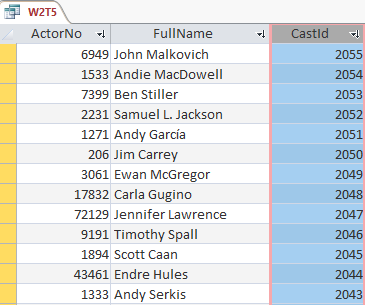 W2T5
ActorNo FullName CastId
6949 John Malkovich 2055
1533 Andie MacDowell 2054
7399 Ben Stiller 2053
2231 Samuel L. Jackson 2052
1271 Andy García 2051
206 Jim Carrey 2050
3061 Ewan McGregor 2049
17832 Carla Gugino 2048
72129 Jennifer Lawrence 2047
9191 Timothy Spall 2046
1894 Scott Caan 2045
43461 Endre Hules 2044
1333 Andy Serkis 2043